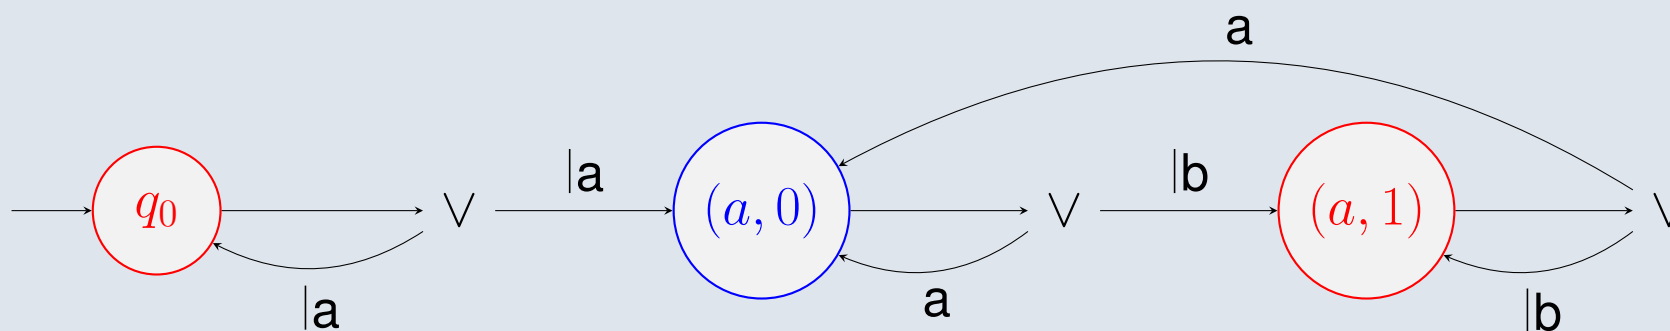 a
|a
|b
q₀ ∨ (a, 0) ∨ (a, 1) ∨
|a
a
|b